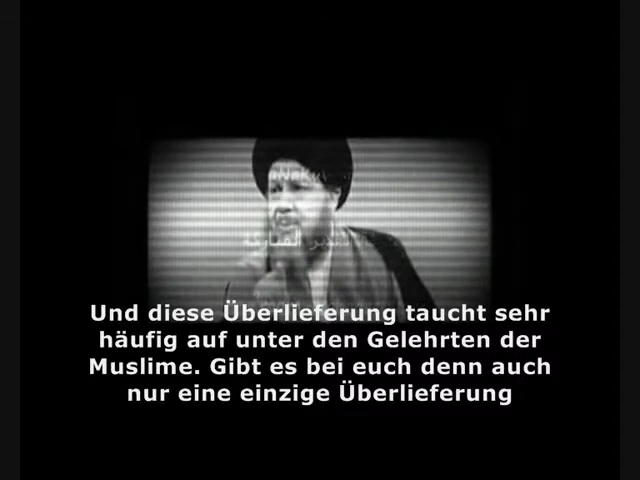 Und diese Überlieferung taucht sehr
häufig auf unter den Gelehrten der
Muslime. Gibt es bei euch denn auch
nur eine einzige Überlieferung